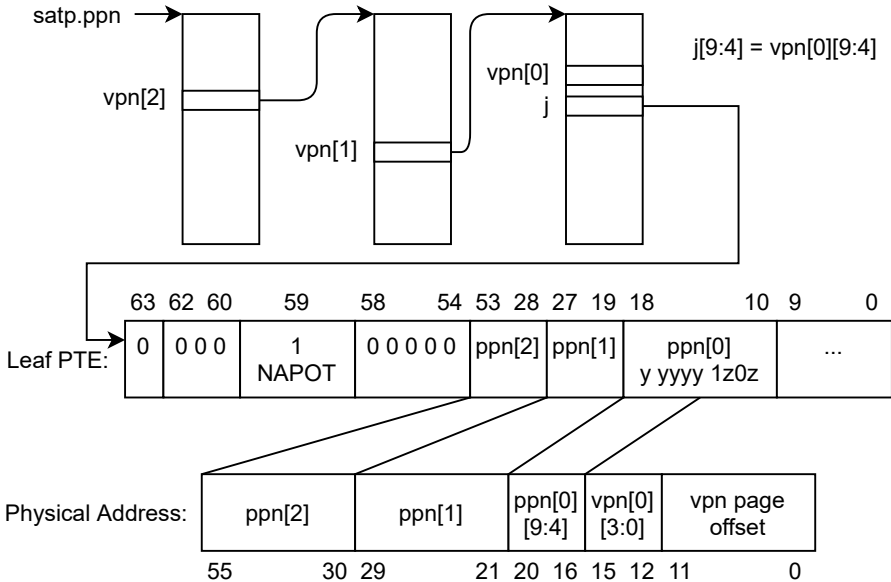 satp.ppn
j[9:4] = vpn[0][9:4]
vpn[0]
vpn[2]
j
vpn[1]
63 62 60 59 58 54 53 28 27 19 18 10 9 0
Leaf PTE: 0 0 0 0 1 0 0 0 0 0 ppn[2] ppn[1] ppn[0] ...
NAPOT y yyyy 1z0z
Physical Address: ppn[2] ppn[1] ppn[0] vpn[0] vpn page
[9:4] [3:0] offset
55 30 29 21 20 16 15 12 11 0